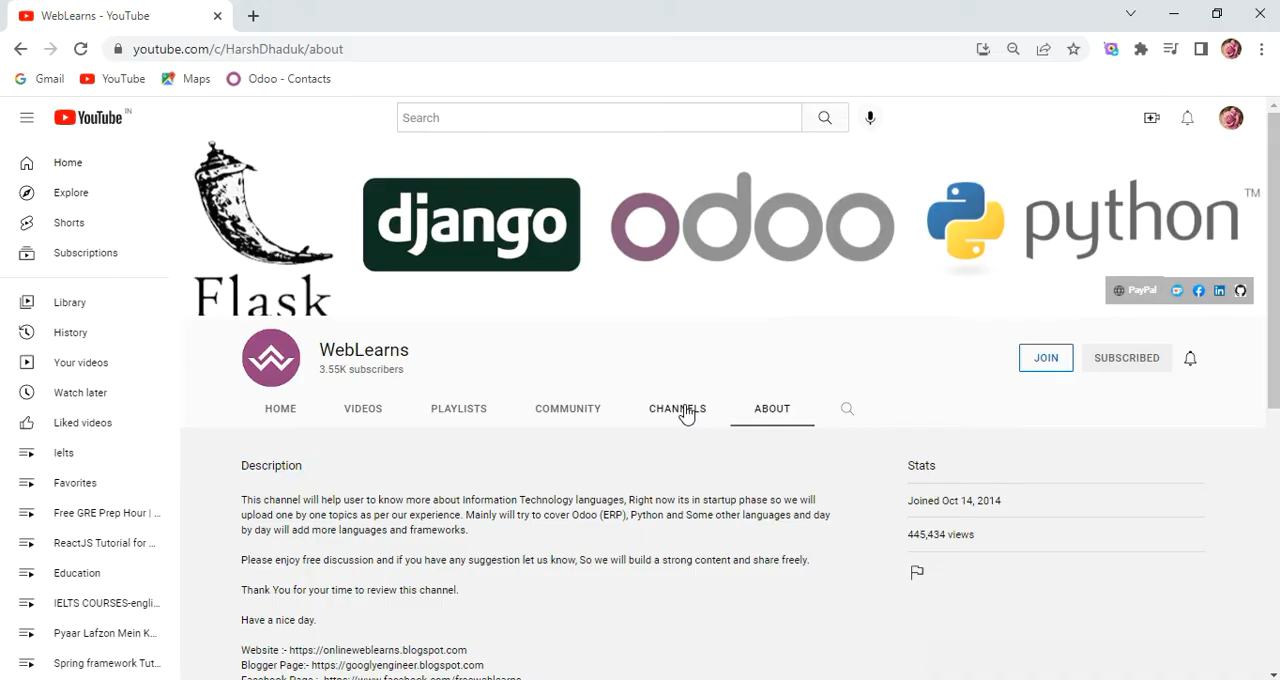 WebLearns - YouTube
youtube.com/c/HarshDhaduk/about
Gmail
YouTube
Maps
Odoo - Contacts
YouTube IN
Search
Home
Explore
Shorts
Subscriptions
Library
History
Your videos
Watch later
Liked videos
Ielts
Favorites
Free GRE Prep Hour | ...
ReactJS Tutorial for ...
Education
IELTS COURSES-engli...
Pyaar Lafzon Mein K...
Spring framework Tut...
Flask
django
odoo
python TM
PayPal
WebLearns
3.55K subscribers
JOIN
SUBSCRIBED
HOME
VIDEOS
PLAYLISTS
COMMUNITY
CHANNELS
ABOUT
Description
This channel will help user to know more about Information Technology languages, Right now its in startup phase so we will
upload one by one topics as per our experience. Mainly will try to cover Odoo (ERP), Python and Some other languages and day
by day will add more languages and frameworks.
Please enjoy free discussion and if you have any suggestion let us know, So we will build a strong content and share freely.
Thank You for your time to review this channel.
Have a nice day.
Website :- https://onlineweblearns.blogspot.com
Blogger Page:- https://googlyengineer.blogspot.com
Facebook Page :- https://www.facebook.com/freeweblearns
Stats
Joined Oct 14, 2014
445,434 views